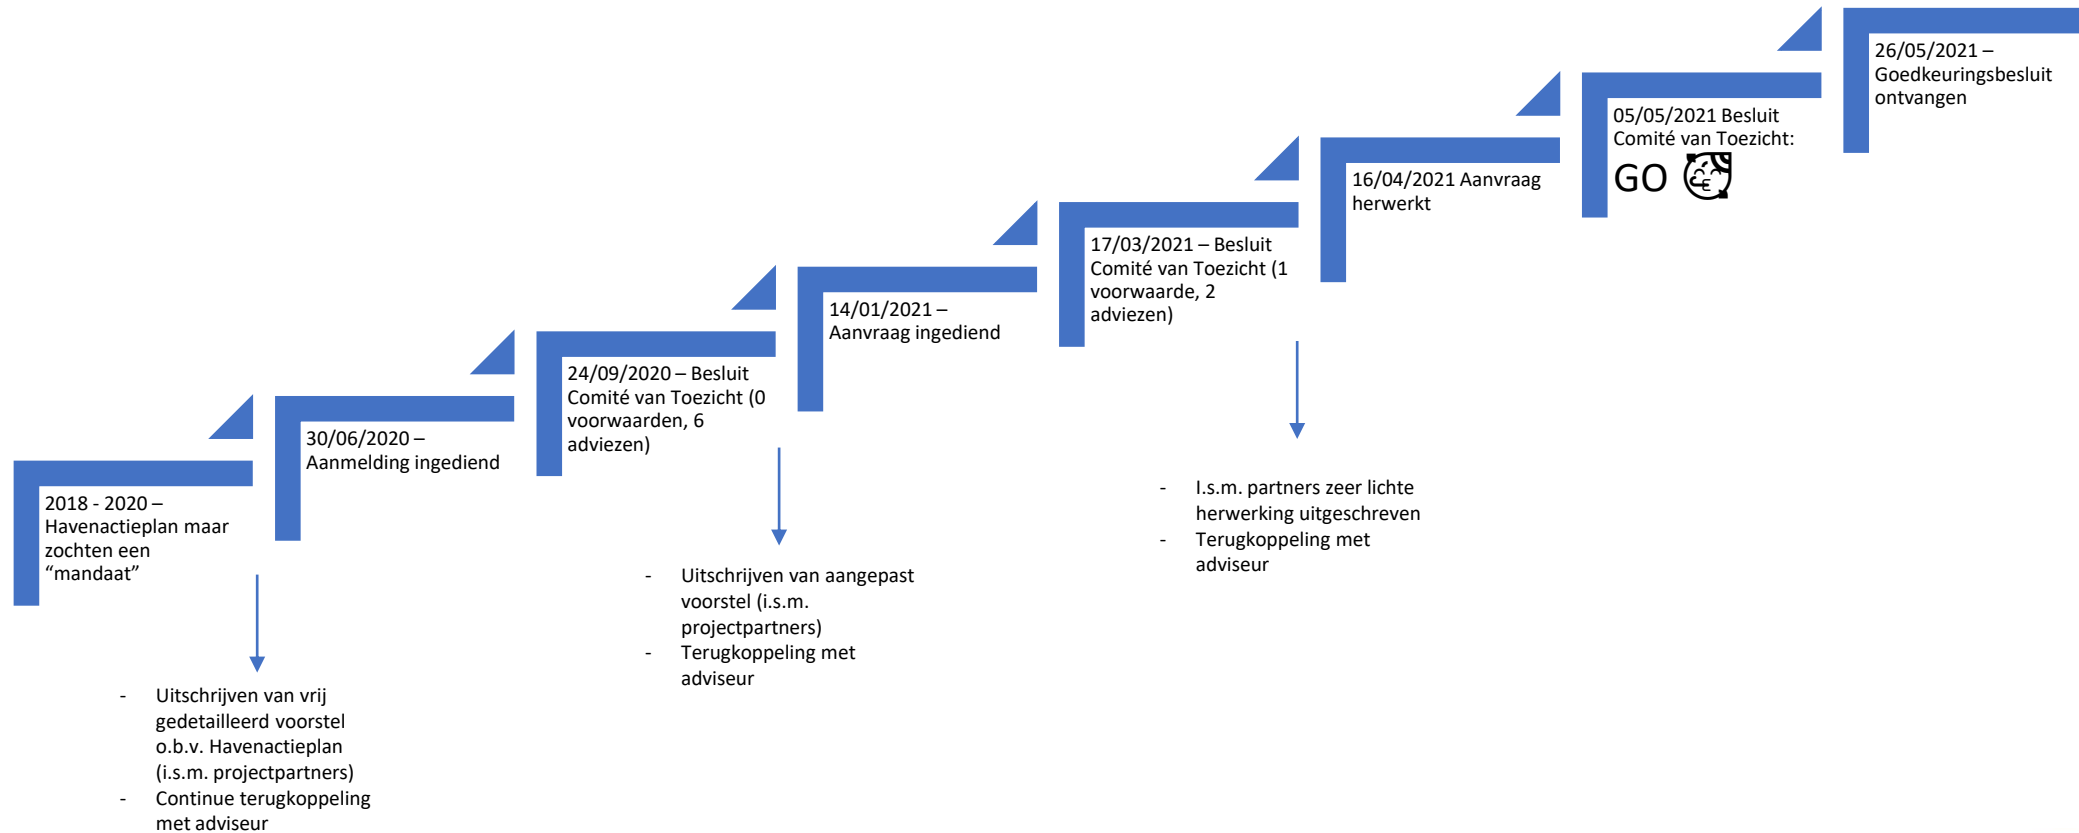 2018 - 2020 –
Havenactieplan maar
zochten een
“mandaat”
- Uitschrijven van vrij
gedetailleerd voorstel
o.b.v. Havenactieplan
(i.s.m. projectpartners)
- Continue terugkoppeling
met adviseur
30/06/2020 –
Aanmelding ingediend
24/09/2020 – Besluit
Comité van Toezicht (0
voorwaarden, 6
adviezen)
- Uitschrijven van aangepast
voorstel (i.s.m.
projectpartners)
- Terugkoppeling met
adviseur
14/01/2021 –
Aanvraag ingediend
17/03/2021 – Besluit
Comité van Toezicht (1
voorwaarde, 2
adviezen)
- I.s.m. partners zeer lichte
herwerking uitgeschreven
- Terugkoppeling met
adviseur
16/04/2021 Aanvraag
herwerkt
05/05/2021 Besluit
Comité van Toezicht:
GO
26/05/2021 –
Goedkeuringsbesluit
ontvangen